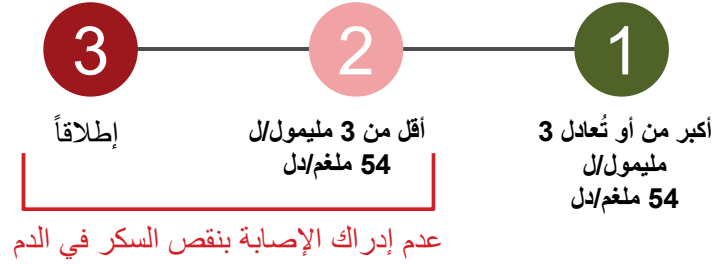 1
2
3
أكبر من أو تُعادل 3
مليمول/ل
54 ملغم/دل
أقل من 3 مليمول/ل
54 ملغم/دل
إطلاقاً
عدم إدراك الإصابة بنقص السكر في الدم